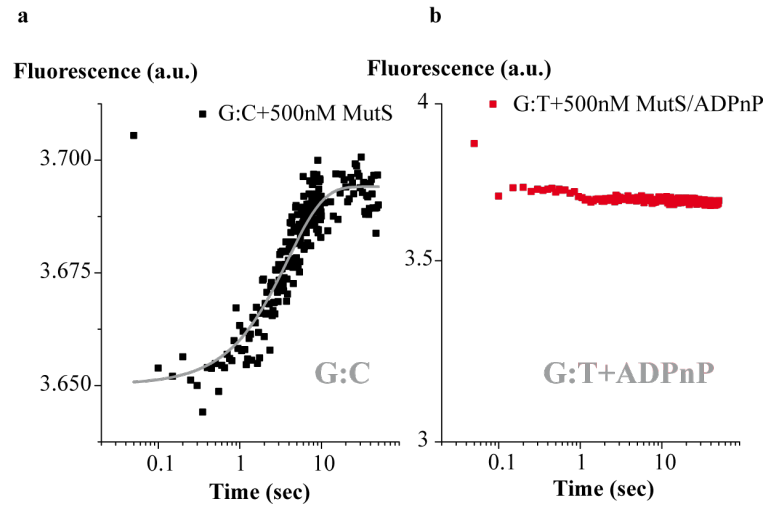 a
b
Fluorescence (a.u.)
Fluorescence (a.u.)
G:C+500nM MutS
G:T+500nM MutS/ADPnP
3.700
3.675
3.650
4
3.5
3
G:C
G:T+ADPnP
0.1
1
10
0.1
1
10
Time (sec)
Time (sec)